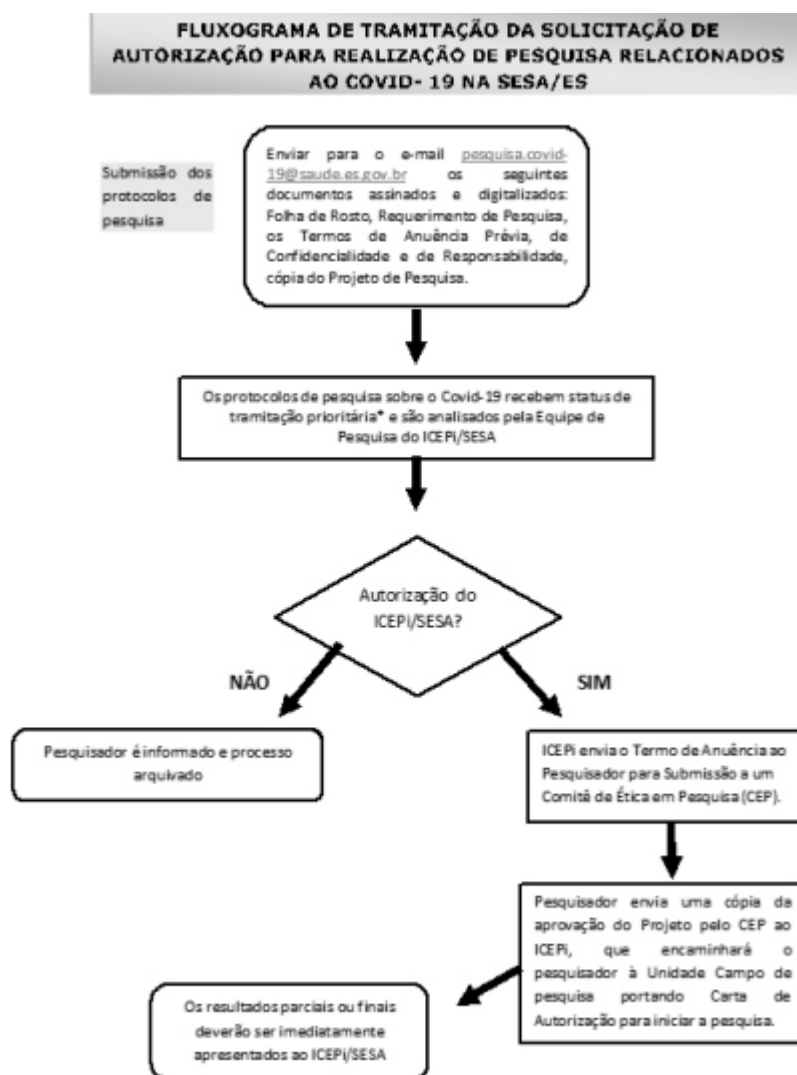 FLUXOGRAMA DE TRAMITAÇÃO DA SOLICITAÇÃO DE
AUTORIZAÇÃO PARA REALIZAÇÃO DE PESQUISA RELACIONADOS
AO COVID- 19 NA SESA/ES
Submissão dos
protocolos de
pesquisa
Enviar para o e-mail pesquisa.covid-
19@saude.es.gov.br os seguintes
documentos assinados e digitalizados:
Folha de Rosto, Requerimento de Pesquisa,
os Termos de Anuência Prévia, de
Confidencialidade e de Responsabilidade,
cópia do Projeto de Pesquisa.
Os protocolos de pesquisa sobre o Covid-19 recebem status de
tramitação prioritária* e são analisados pela Equipe de
Pesquisa do ICEPi/SESA
Autorização do
ICEPi/SESA?
NÃO
SIM
Pesquisador é informado e processo
arquivado
ICEPi envia o Termo de Anuência ao
Pesquisador para Submissão a um
Comitê de Ética em Pesquisa (CEP).
Pesquisador envia uma cópia da
aprovação do Projeto pelo CEP ao
ICEPi, que encaminhará o
pesquisador à Unidade Campo de
pesquisa portando Carta de
Autorização para iniciar a pesquisa.
Os resultados parciais ou finais
deverão ser imediatamente
apresentados ao ICEPi/SESA